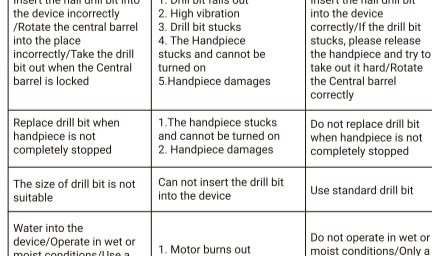 Insert the nail drill bit into
the device incorrectly
/Rotate the central barrel
into the place
incorrectly/Take the drill
bit out when the Central
barrel is locked
1. Drill bit falls out
2. High vibration
3. Drill bit stucks
4. The Handpiece
stucks and cannot be
turned on
5.Handpiece damages
Insert the nail drill bit
into the device
correctly/If the drill bit
stucks, please release
the handpiece and try to
take out it hard/Rotate
the Central barrel
correctly
Replace drill bit when
handpiece is not
completely stopped
1.The handpiece stucks
and cannot be turned on
2. Handpiece damages
Do not replace drill bit
when handpiece is not
completely stopped
The size of drill bit is not
suitable
Can not insert the drill bit
into the device
Use standard drill bit
Water into the
device/Operate in wet or
moist conditions/Use a
1. Motor burns out
Do not operate in wet or
moist conditions/Only a